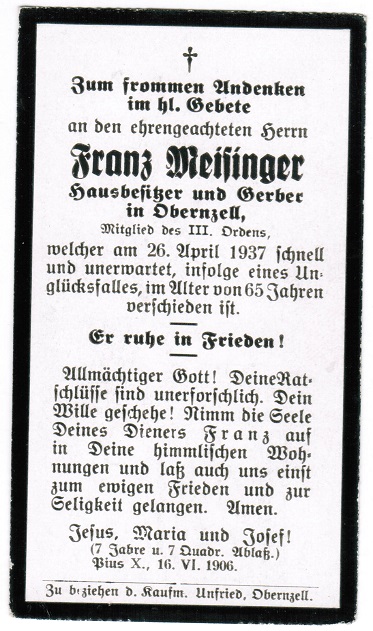 Zum frommen Andenken
im hl. Gebete
an den ehrengeachteten Herrn
Franz Meisinger
Hausbesitzer und Gerber
in Obernzell,
Mitglied des III. Ordens,
welcher am 26. April 1937 schnell
und unerwartet, infolge eines Un-
glücksfalles, im Alter von 65 Jahren
verschieden ist.
Er ruhe in Frieden!
Allmächtiger Gott! Deine Rat-
schlüsse sind unerforschlich. Dein
Wille geschehe! Nimm die Seele
Deines Dieners Franz auf
in Deine himmlischen Woh-
nungen und laß auch uns einst
zum ewigen Frieden und zur
Seligkeit gelangen. Amen.
Jesus, Maria und Josef!
(7 Jahre u. 7 Quadr. Ablaß.)
Pius X., 16. VI. 1906.
Zu beziehen d. Kaufm. Unfried, Obernzell.